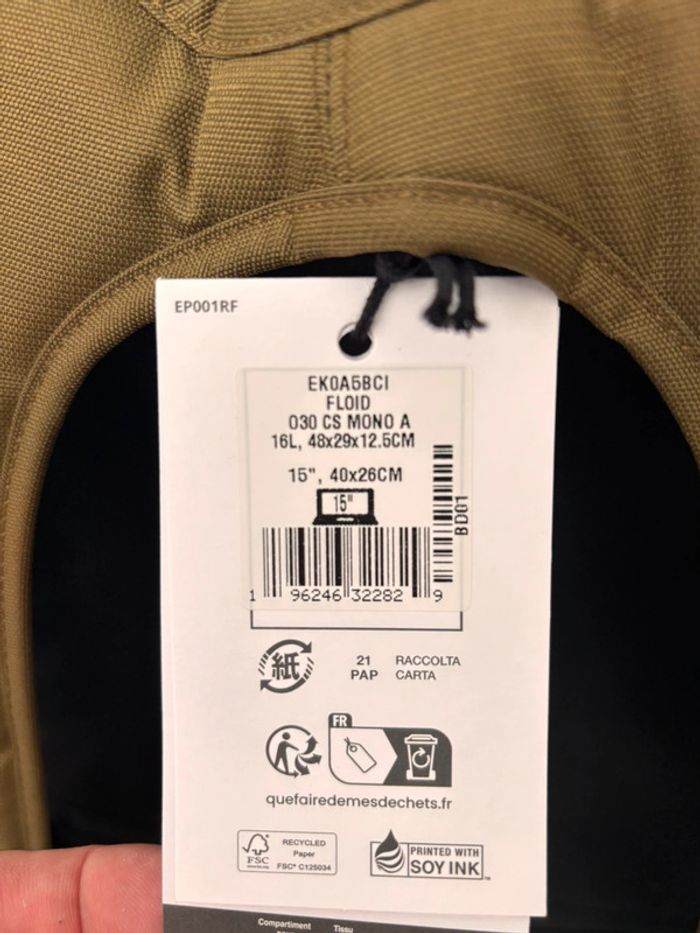 EP001RF
EK0A5BCI
FLOID
030 CS MONO A
16L, 48x29x12.5CM
15", 40x26CM
15"
BD01
1 96246 32282 9
紙
21 RACCOLTA
PAP CARTA
FR
quefairedemesdechets.fr
FSC
RECYCLED
Paper
FSC® C125034
PRINTED WITH
SOY INK™
Compartiment Tissu